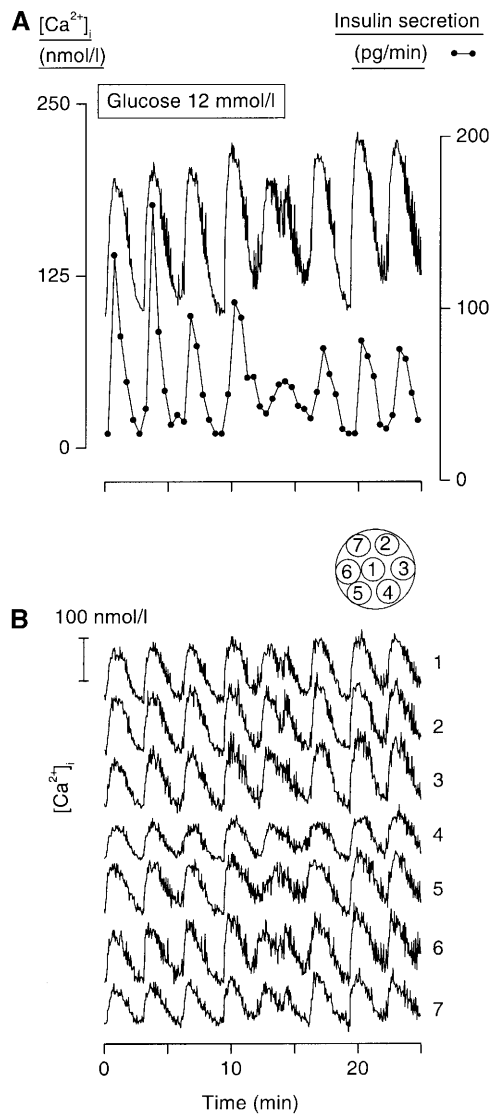 A
[Ca2+]i
(nmol/l)
Insulin secretion
(pg/min)
Glucose 12 mmol/l
250
125
0
200
100
0
7 2
6 1 3
5 4
B
100 nmol/l
[Ca2+]i
1
2
3
4
5
6
7
0 10 20
Time (min)